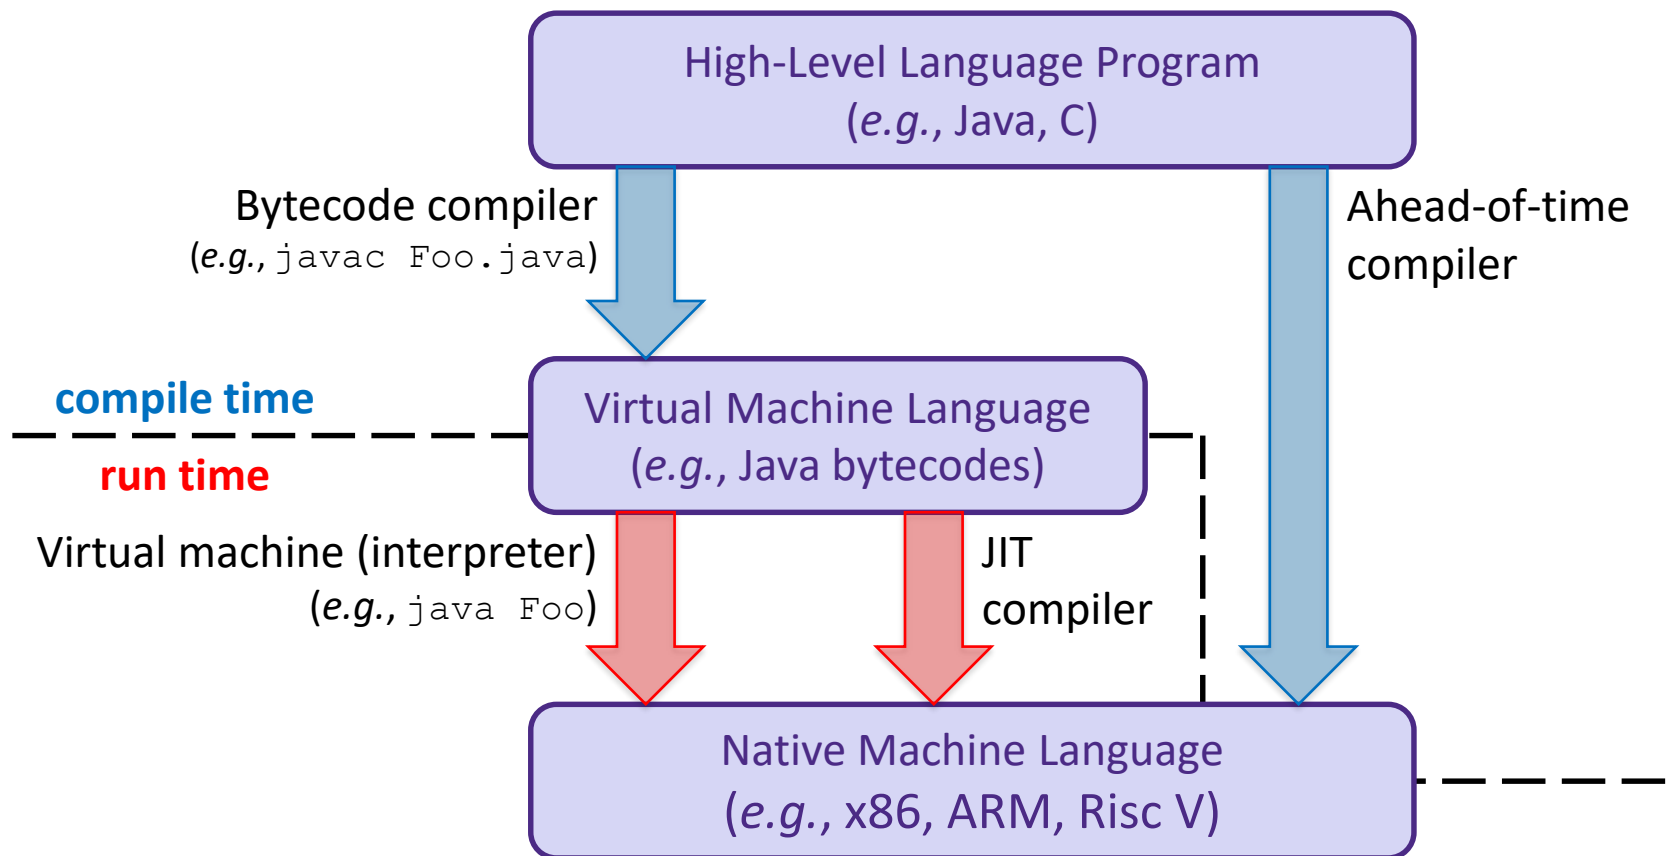 High-Level Language Program
(e.g., Java, C)
Bytecode compiler
(e.g., javac Foo.java)
Ahead-of-time
compiler
compile time
run time
Virtual Machine Language
(e.g., Java bytecodes)
Virtual machine (interpreter)
(e.g., java Foo)
JIT
compiler
Native Machine Language
(e.g., x86, ARM, Risc V)